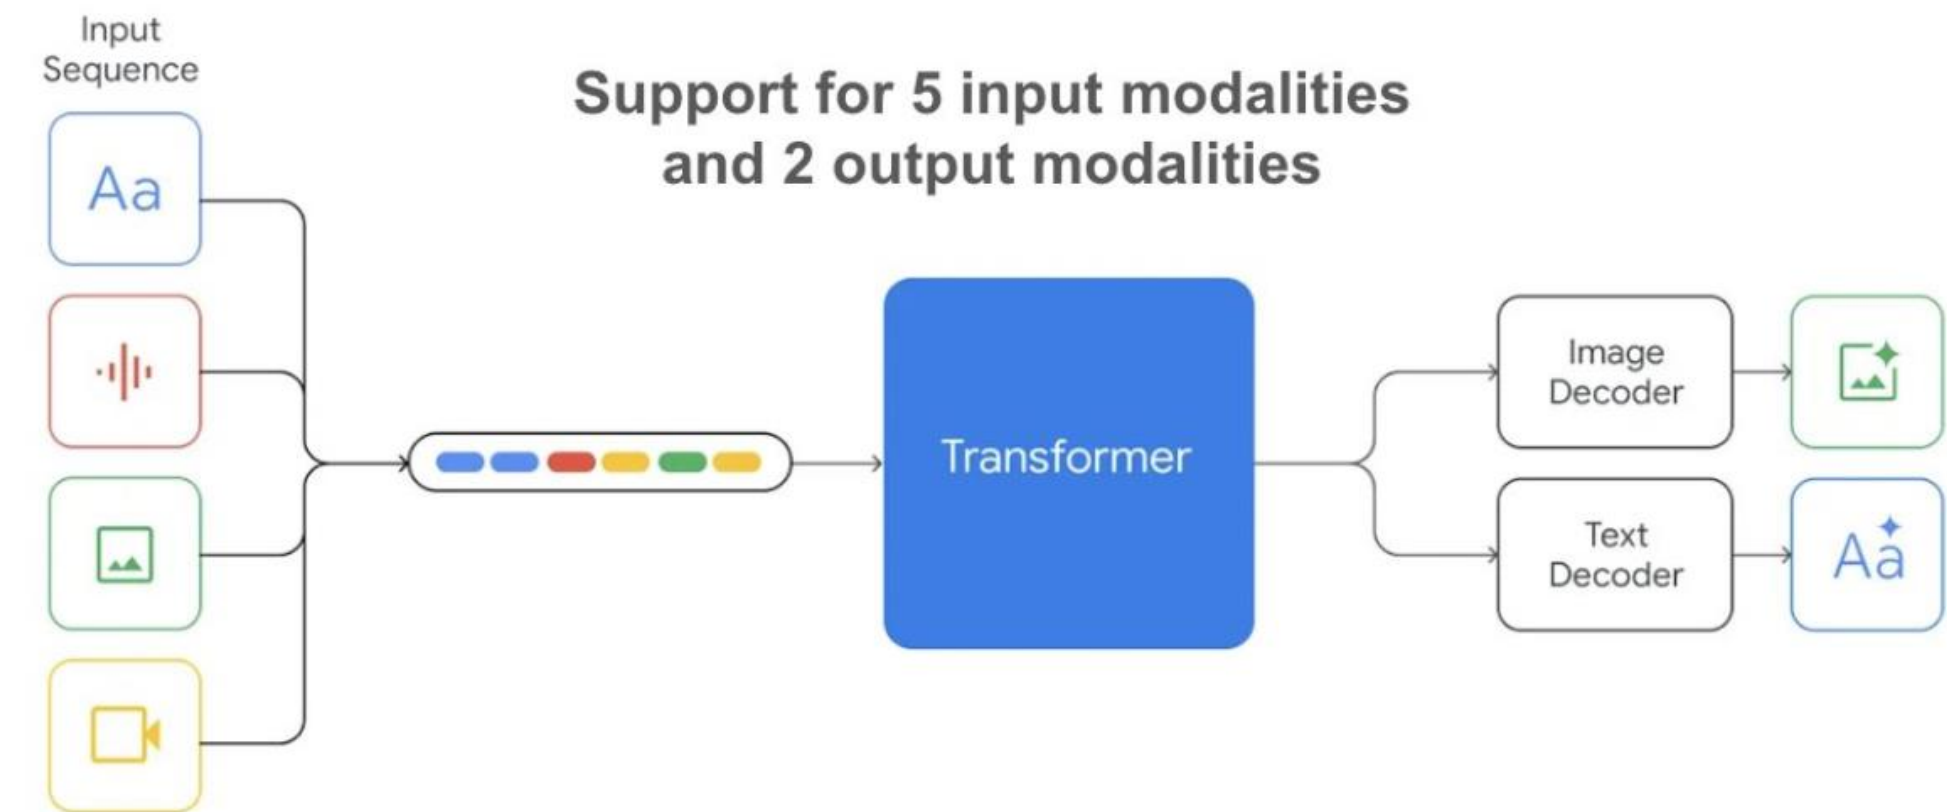 Input
Sequence
Support for 5 input modalities
and 2 output modalities
Aa
Transformer
Image
Decoder
Text
Decoder
Aa